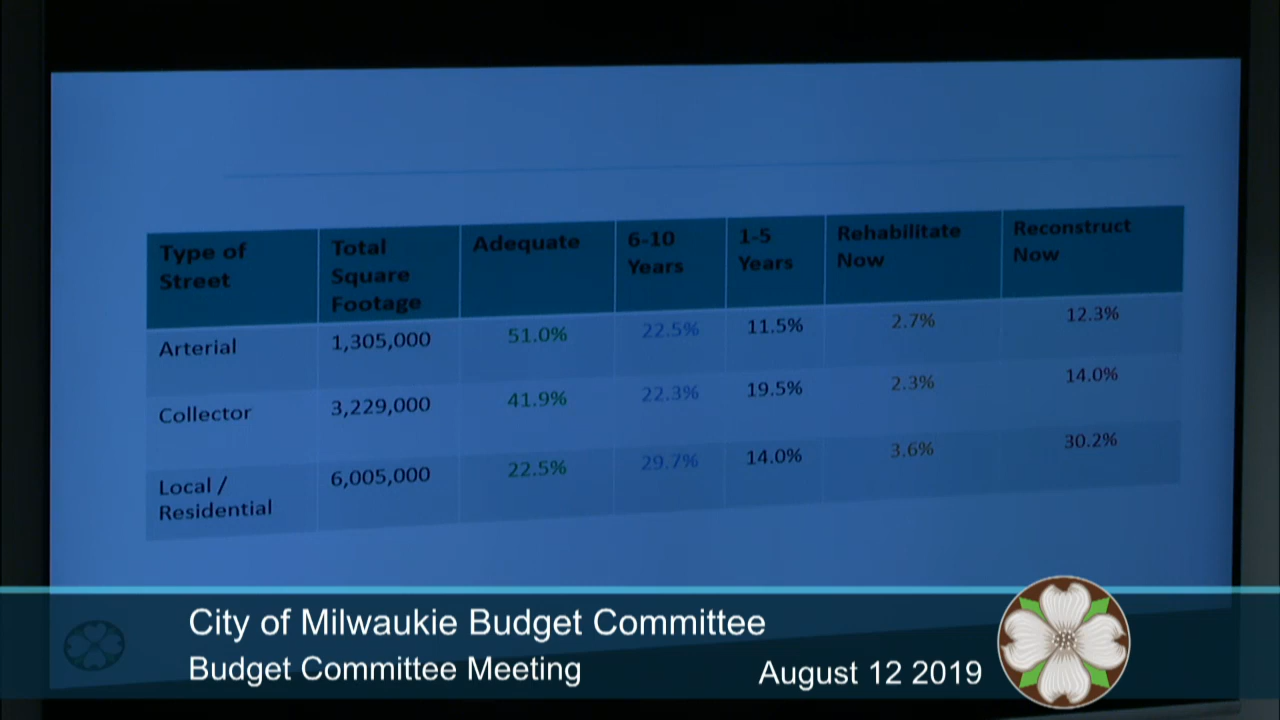 Type of Street Total Square Footage Adequate 6-10 Years 1-5 Years Rehabilitate Now Reconstruct Now
Arterial 1,305,000 51.0% 22.5% 11.5% 2.7% 12.3%
Collector 3,229,000 41.9% 22.3% 19.5% 2.3% 14.0%
Local / Residential 6,005,000 22.5% 29.7% 14.0% 3.6% 30.2%
City of Milwaukie Budget Committee
Budget Committee Meeting August 12 2019